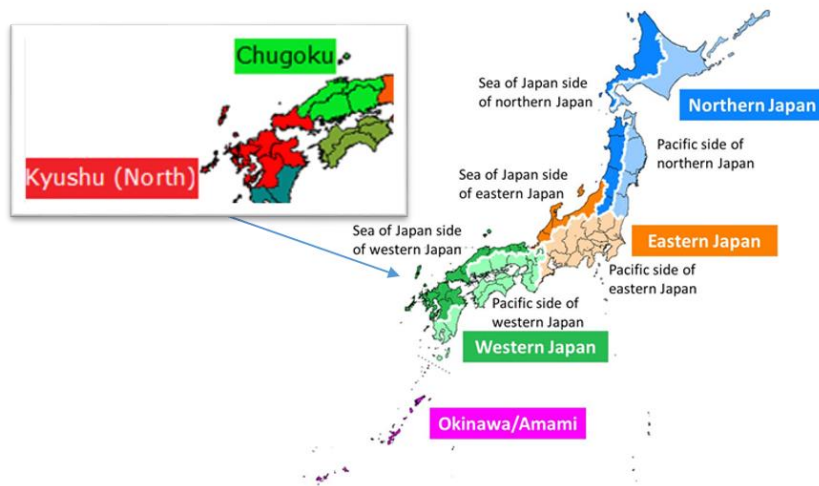 Chugoku
Kyushu (North)
Sea of Japan side
of northern Japan
Northern Japan
Pacific side of
northern Japan
Sea of Japan side
of eastern Japan
Sea of Japan side
of western Japan
Eastern Japan
Pacific side of
eastern Japan
Pacific side of
western Japan
Western Japan
Okinawa/Amami